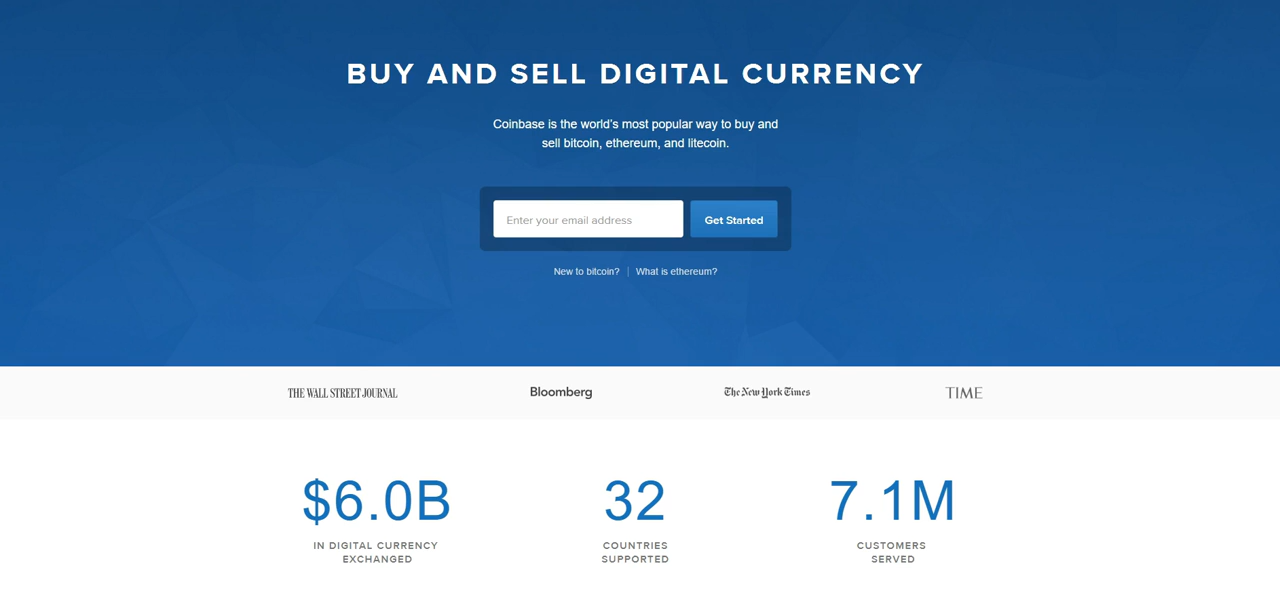 BUY AND SELL DIGITAL CURRENCY
Coinbase is the world's most popular way to buy and
sell bitcoin, ethereum, and litecoin.
Enter your email address
Get Started
New to bitcoin? | What is ethereum?
THE WALL STREET JOURNAL
Bloomberg
The New York Times
TIME
$6.0B
IN DIGITAL CURRENCY
EXCHANGED
32
COUNTRIES
SUPPORTED
7.1M
CUSTOMERS
SERVED